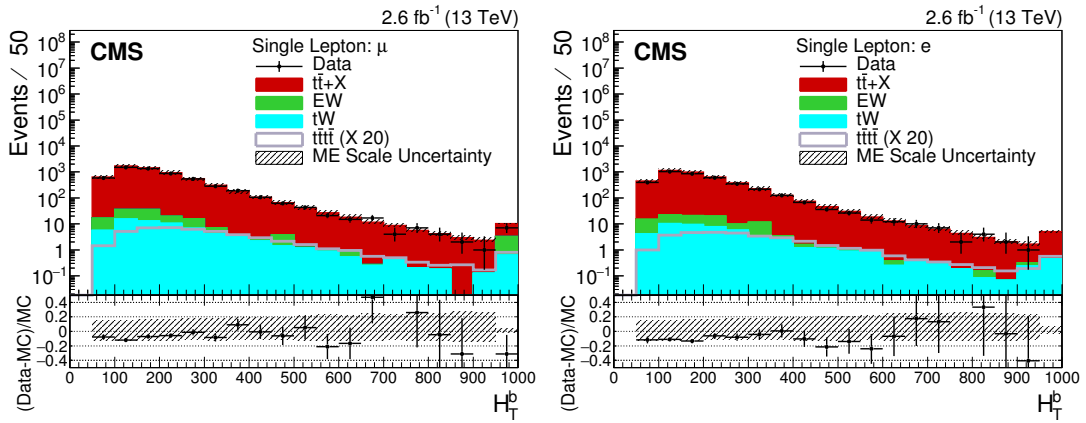 2.6 fb⁻¹ (13 TeV)
CMS
Single Lepton: μ
Data
tt̄+X
EW
tW
tt̄tt̄ (X 20)
ME Scale Uncertainty
Events / 50
10⁸
10⁷
10⁶
10⁵
10⁴
10³
10²
10
1
10⁻¹
(Data-MC)/MC
0.4
0.2
0
−0.2
−0.4
0 100 200 300 400 500 600 700 800 900 1000
H_T^b
2.6 fb⁻¹ (13 TeV)
CMS
Single Lepton: e
Data
tt̄+X
EW
tW
tt̄tt̄ (X 20)
ME Scale Uncertainty
Events / 50
10⁸
10⁷
10⁶
10⁵
10⁴
10³
10²
10
1
10⁻¹
(Data-MC)/MC
0.4
0.2
0
−0.2
−0.4
0 100 200 300 400 500 600 700 800 900 1000
H_T^b